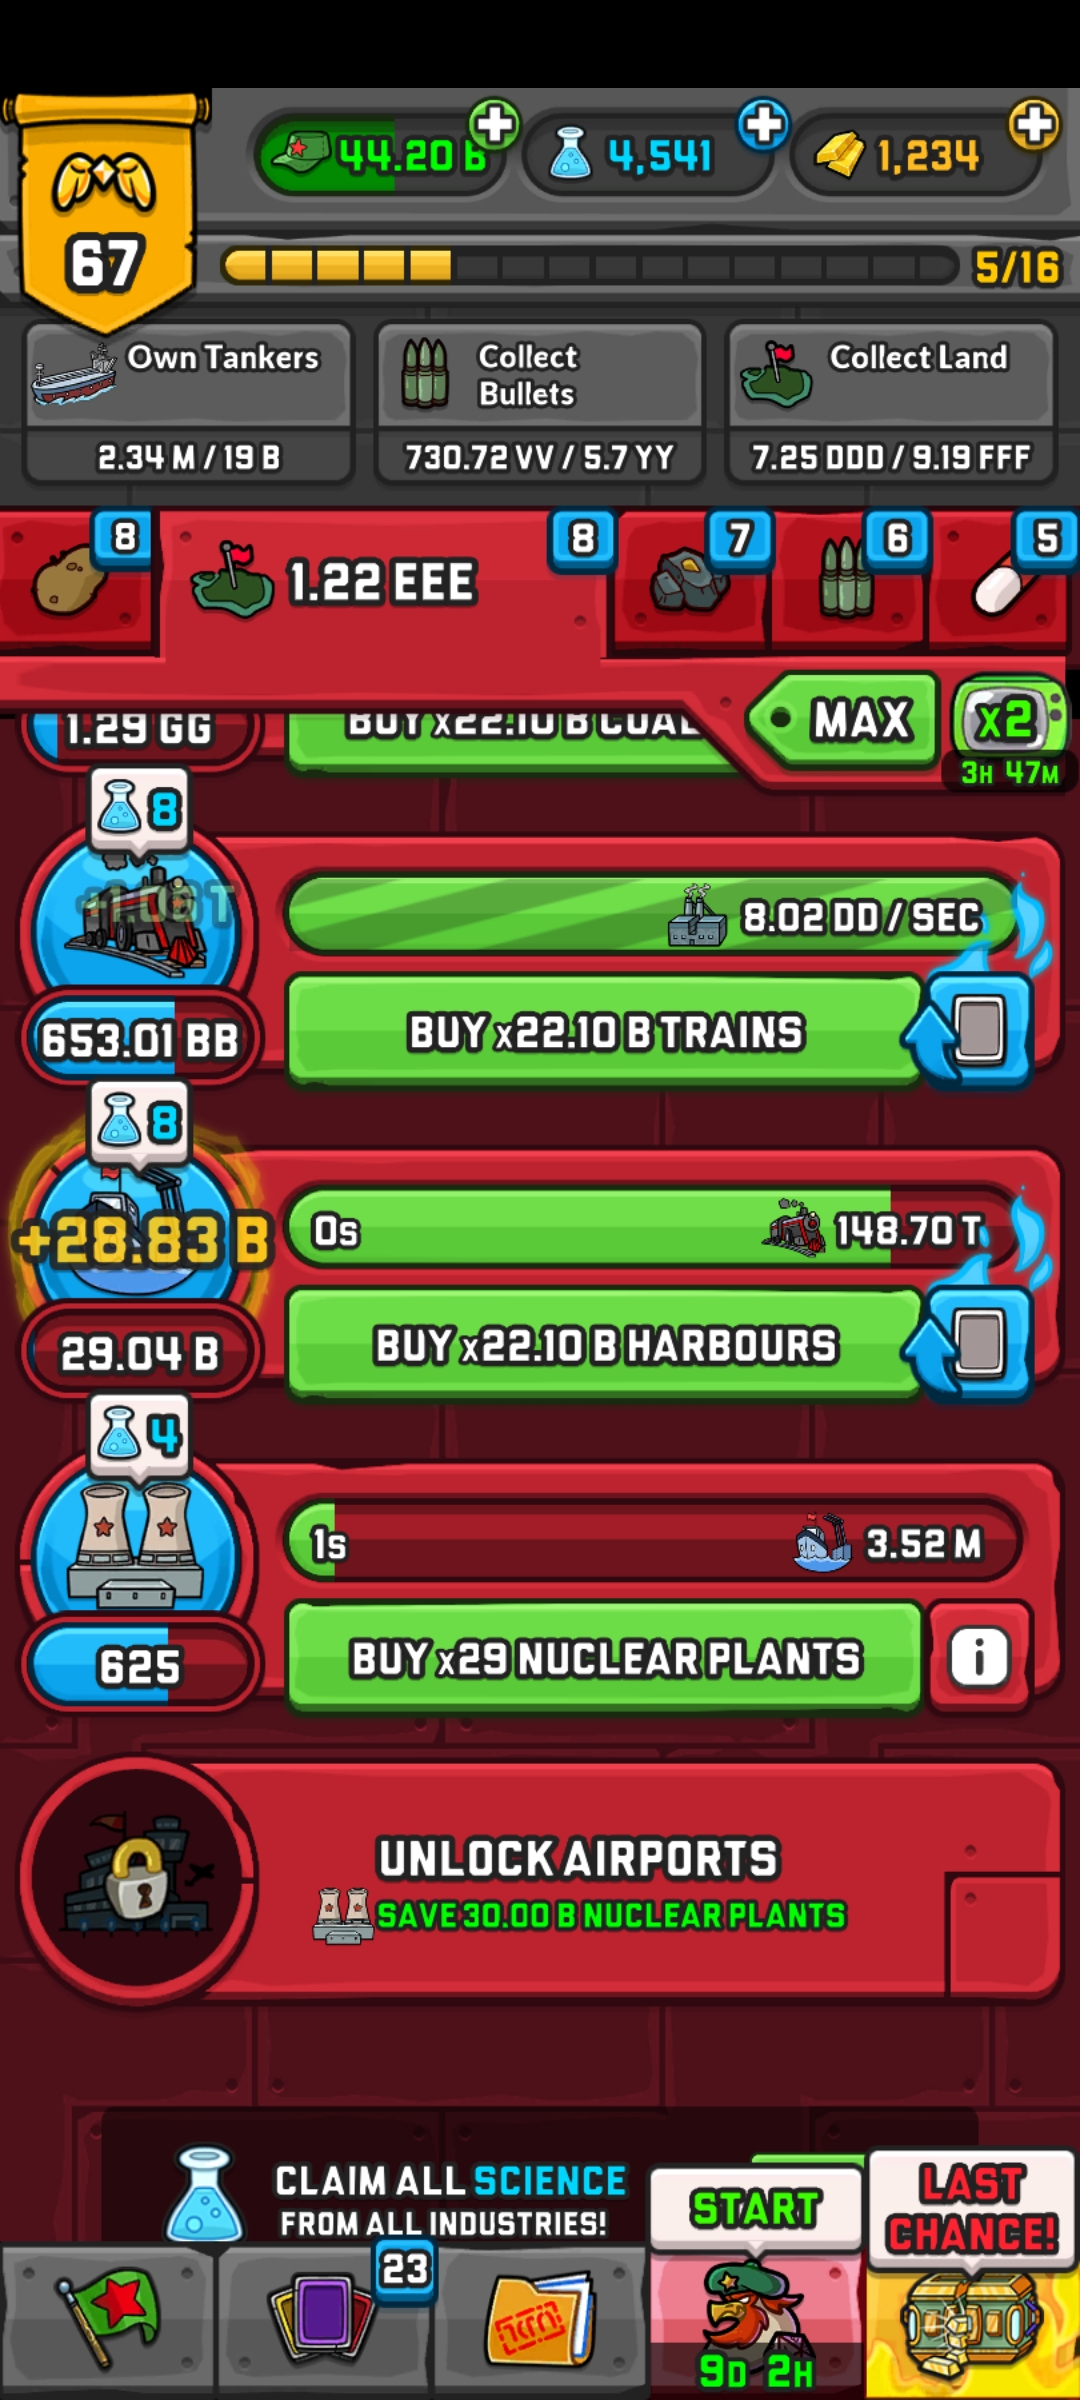 44.20 B
4,541
1,234
67
5/16
Own Tankers
2.34 M / 19 B
Collect
Bullets
730.72 VV / 5.7 YY
Collect Land
7.25 DDD / 9.19 FFF
8
1.22 EEE
8
7
6
5
MAX
x2
3H 47M
1.29 GG
BUY x22.10 B COAL
8
8.02 DD / SEC
653.01 BB
BUY x22.10 B TRAINS
8
+28.83 B
0s
148.70 T
29.04 B
BUY x22.10 B HARBOURS
4
1s
3.52 M
625
BUY x29 NUCLEAR PLANTS
i
UNLOCK AIRPORTS
SAVE 30.00 B NUCLEAR PLANTS
CLAIM ALL SCIENCE
FROM ALL INDUSTRIES!
START
LAST
CHANCE!
23
9D 2H